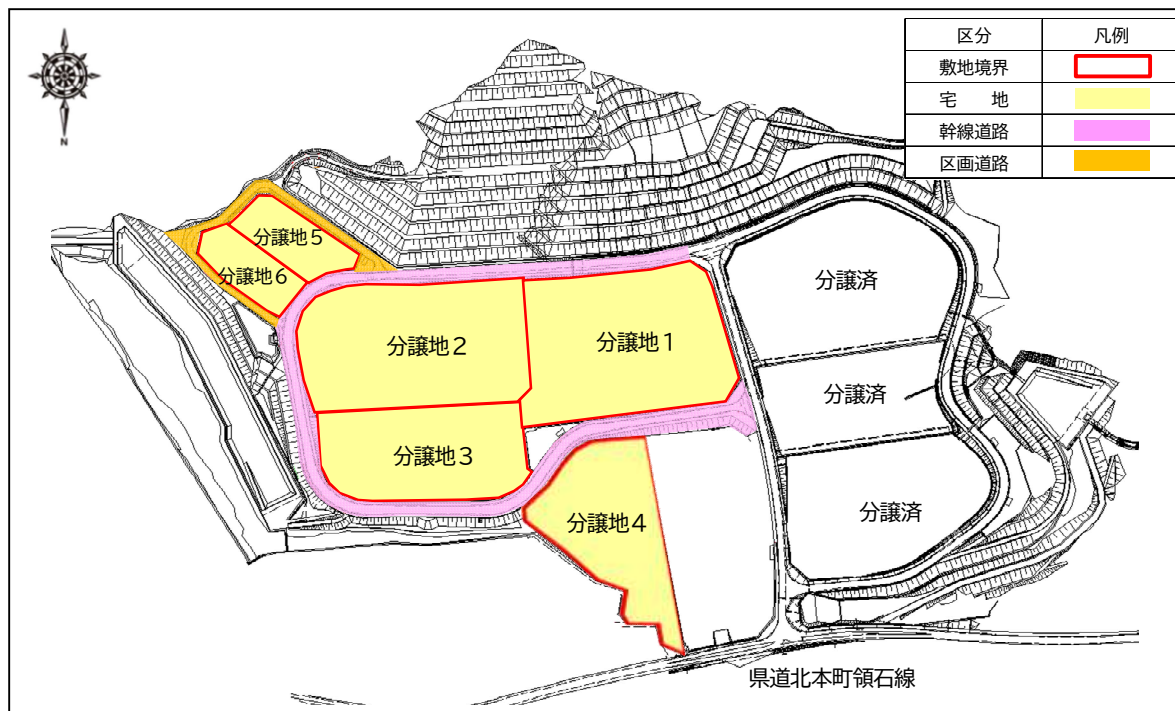 区分 凡例
敷地境界
宅 地
幹線道路
区画道路
N
分譲地5
分譲地6
分譲済
分譲地2
分譲地1
分譲済
分譲地3
分譲地4
分譲済
県道北本町領石線